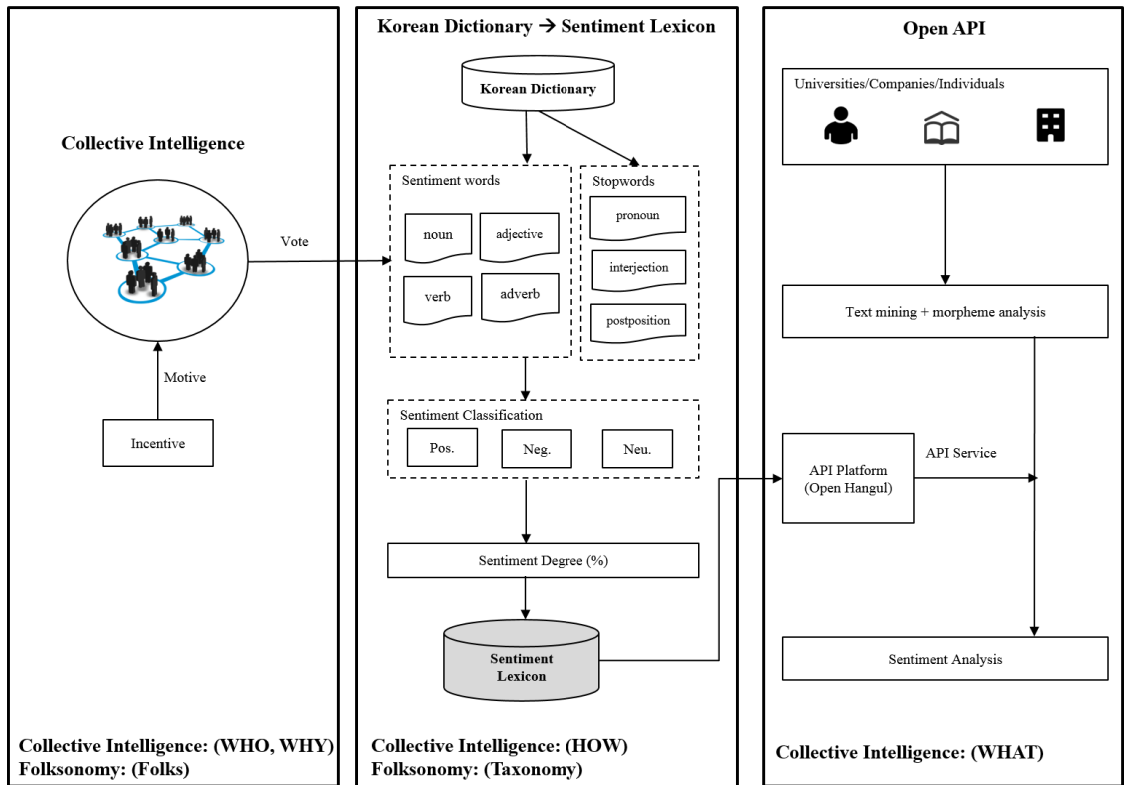 Collective Intelligence
Vote
Motive
Incentive
Collective Intelligence: (WHO, WHY)
Folksonomy: (Folks)
Korean Dictionary → Sentiment Lexicon
Korean Dictionary
Sentiment words
noun
adjective
verb
adverb
Stopwords
pronoun
interjection
postposition
Sentiment Classification
Pos.
Neg.
Neu.
Sentiment Degree (%)
Sentiment
Lexicon
Collective Intelligence: (HOW)
Folksonomy: (Taxonomy)
Open API
Universities/Companies/Individuals
Text mining + morpheme analysis
API Platform
(Open Hangul)
API Service
Sentiment Analysis
Collective Intelligence: (WHAT)